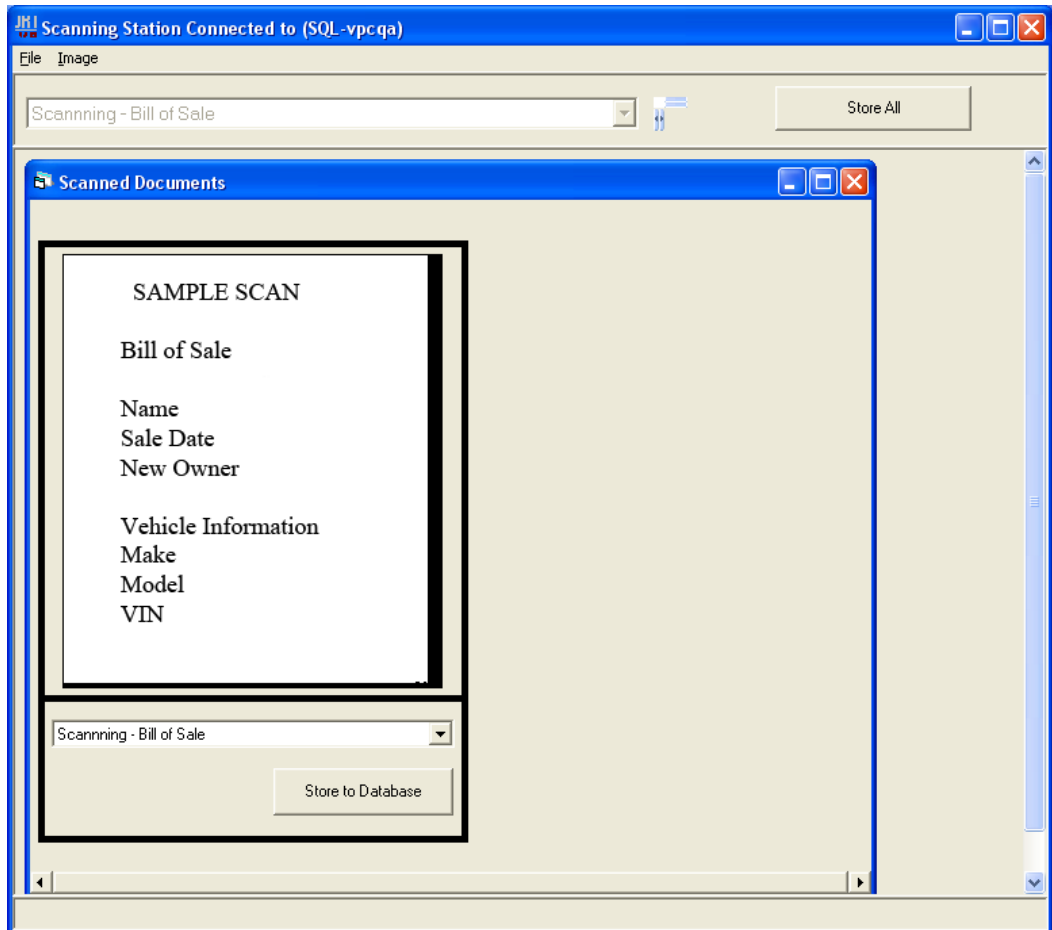 Scanning Station Connected to (SQL-vpcqa)
File Image
Scannning - Bill of Sale
Store All
Scanned Documents
SAMPLE SCAN
Bill of Sale
Name
Sale Date
New Owner
Vehicle Information
Make
Model
VIN
Scannning - Bill of Sale
Store to Database